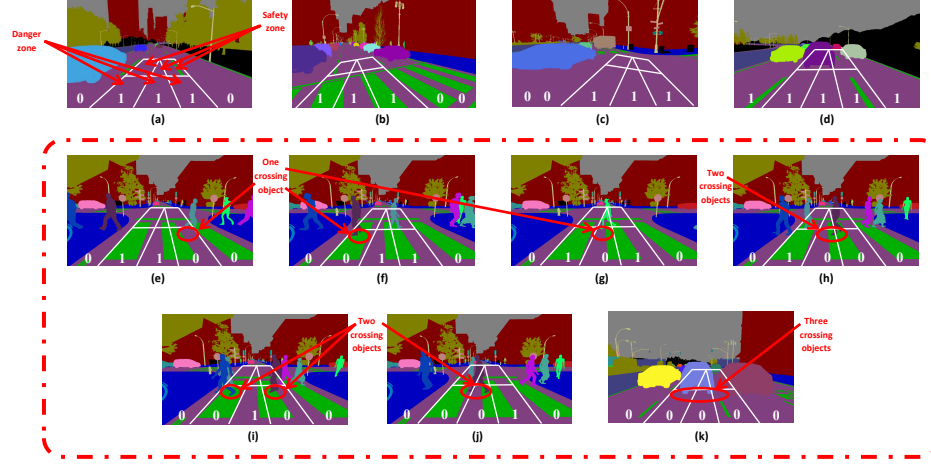 Danger
zone
Safety
zone
0 1 1 1 0
1 1 1 0 0
0 0 1 1 1
1 1 1 1 1
(a)
(b)
(c)
(d)
One
crossing
object
Two
crossing
objects
0 1 1 0 0
0 0 1 1 0
0 1 0 1 0
0 1 0 0 0
(e)
(f)
(g)
(h)
Two
crossing
objects
Three
crossing
objects
0 0 1 0 0
0 0 0 1 0
0 0 0 0 0
(i)
(j)
(k)